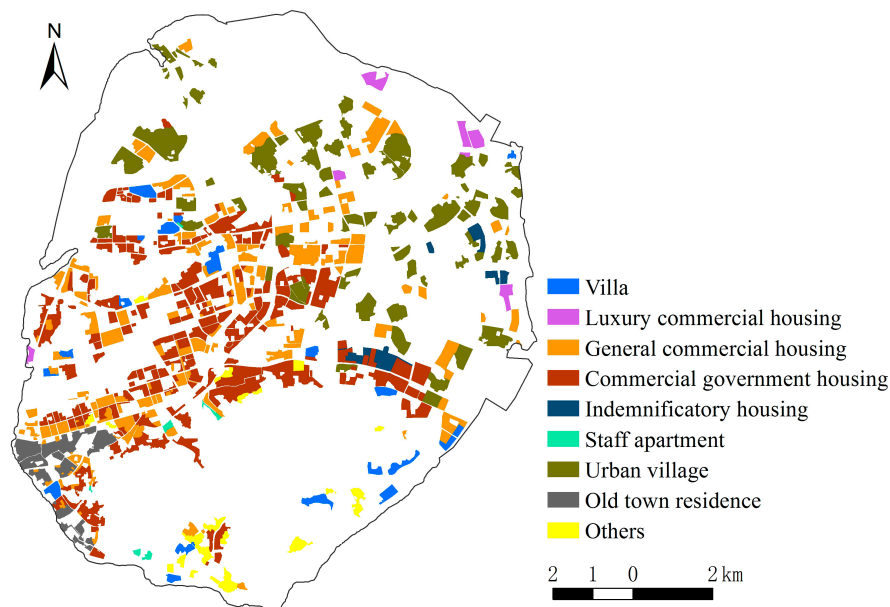 N
Villa
Luxury commercial housing
General commercial housing
Commercial government housing
Indemnificatory housing
Staff apartment
Urban village
Old town residence
Others
2 1 0 2 km